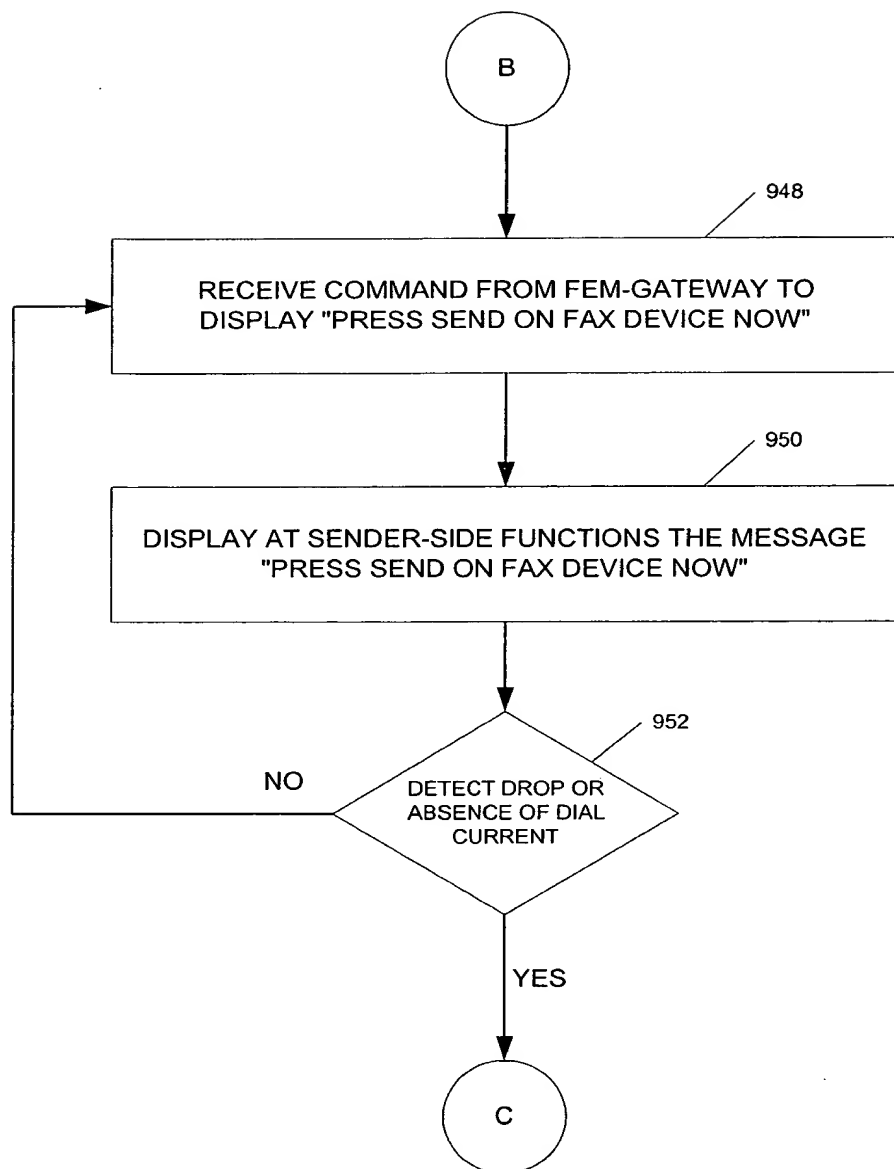 B
948
RECEIVE COMMAND FROM FEM-GATEWAY TO
DISPLAY "PRESS SEND ON FAX DEVICE NOW"
950
DISPLAY AT SENDER-SIDE FUNCTIONS THE MESSAGE
"PRESS SEND ON FAX DEVICE NOW"
952
NO
DETECT DROP OR
ABSENCE OF DIAL
CURRENT
YES
C